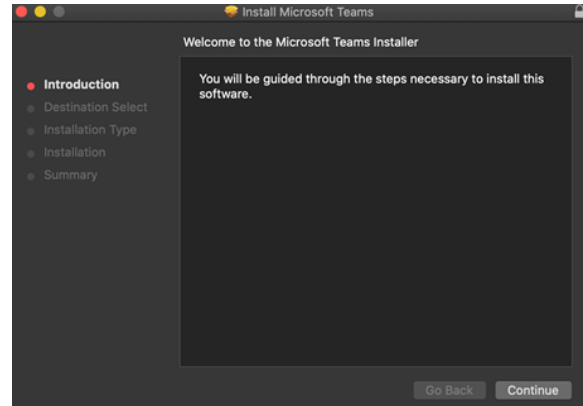 Install Microsoft Teams
Welcome to the Microsoft Teams Installer
Introduction
Destination Select
Installation Type
Installation
Summary
You will be guided through the steps necessary to install this
software.
Go Back
Continue